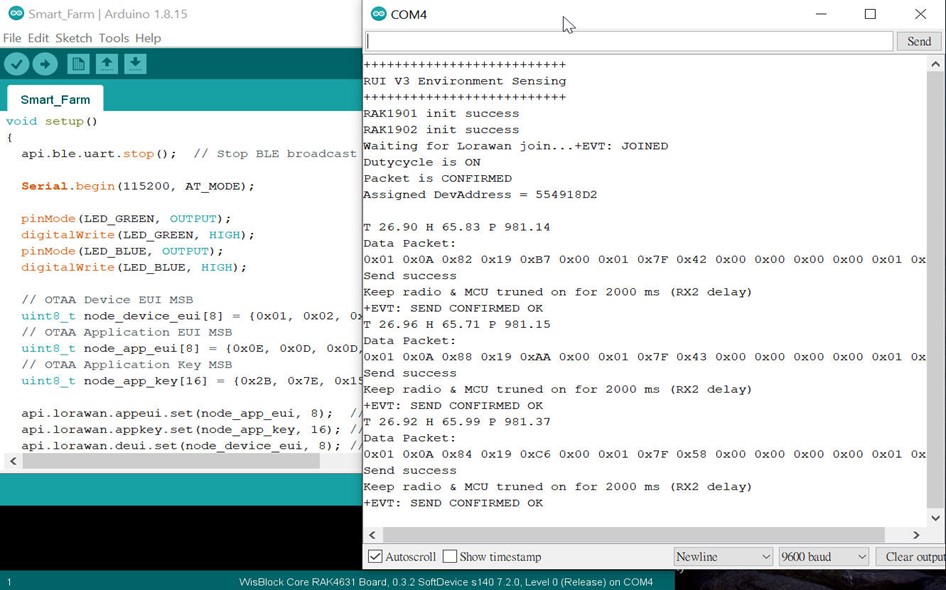 Smart_Farm | Arduino 1.8.15
File Edit Sketch Tools Help
Smart_Farm
void setup()
{
api.ble.uart.stop();  // Stop BLE broadcast
Serial.begin(115200, AT_MODE);
pinMode(LED_GREEN, OUTPUT);
digitalWrite(LED_GREEN, HIGH);
pinMode(LED_BLUE, OUTPUT);
digitalWrite(LED_BLUE, HIGH);
// OTAA Device EUI MSB
uint8_t node_device_eui[8] = {0x01, 0x02, 0x
// OTAA Application EUI MSB
uint8_t node_app_eui[8] = {0x0E, 0x0D, 0x0D,
// OTAA Application Key MSB
uint8_t node_app_key[16] = {0x2B, 0x7E, 0x15
api.lorawan.appeui.set(node_app_eui, 8);  //
api.lorawan.appkey.set(node_app_key, 16); //
api.lorawan.deui.set(node_device_eui, 8); //
COM4
Send
++++++++++++++++++++++++++
RUI V3 Environment Sensing
++++++++++++++++++++++++++
RAK1901 init success
RAK1902 init success
Waiting for Lorawan join...+EVT: JOINED
Dutycycle is ON
Packet is CONFIRMED
Assigned DevAddress = 554918D2
T 26.90 H 65.83 P 981.14
Data Packet:
0x01 0x0A 0x82 0x19 0xB7 0x00 0x01 0x7F 0x42 0x00 0x00 0x00 0x00 0x01 0x
Send success
Keep radio & MCU truned on for 2000 ms (RX2 delay)
+EVT: SEND CONFIRMED OK
T 26.96 H 65.71 P 981.15
Data Packet:
0x01 0x0A 0x88 0x19 0xAA 0x00 0x01 0x7F 0x43 0x00 0x00 0x00 0x00 0x01 0x
Send success
Keep radio & MCU truned on for 2000 ms (RX2 delay)
+EVT: SEND CONFIRMED OK
T 26.92 H 65.99 P 981.37
Data Packet:
0x01 0x0A 0x84 0x19 0xC6 0x00 0x01 0x7F 0x58 0x00 0x00 0x00 0x00 0x01 0x
Send success
Keep radio & MCU truned on for 2000 ms (RX2 delay)
+EVT: SEND CONFIRMED OK
Autoscroll Show timestamp Newline 9600 baud Clear output
1 WisBlock Core RAK4631 Board, 0.3.2 SoftDevice s140 7.2.0, Level 0 (Release) on COM4